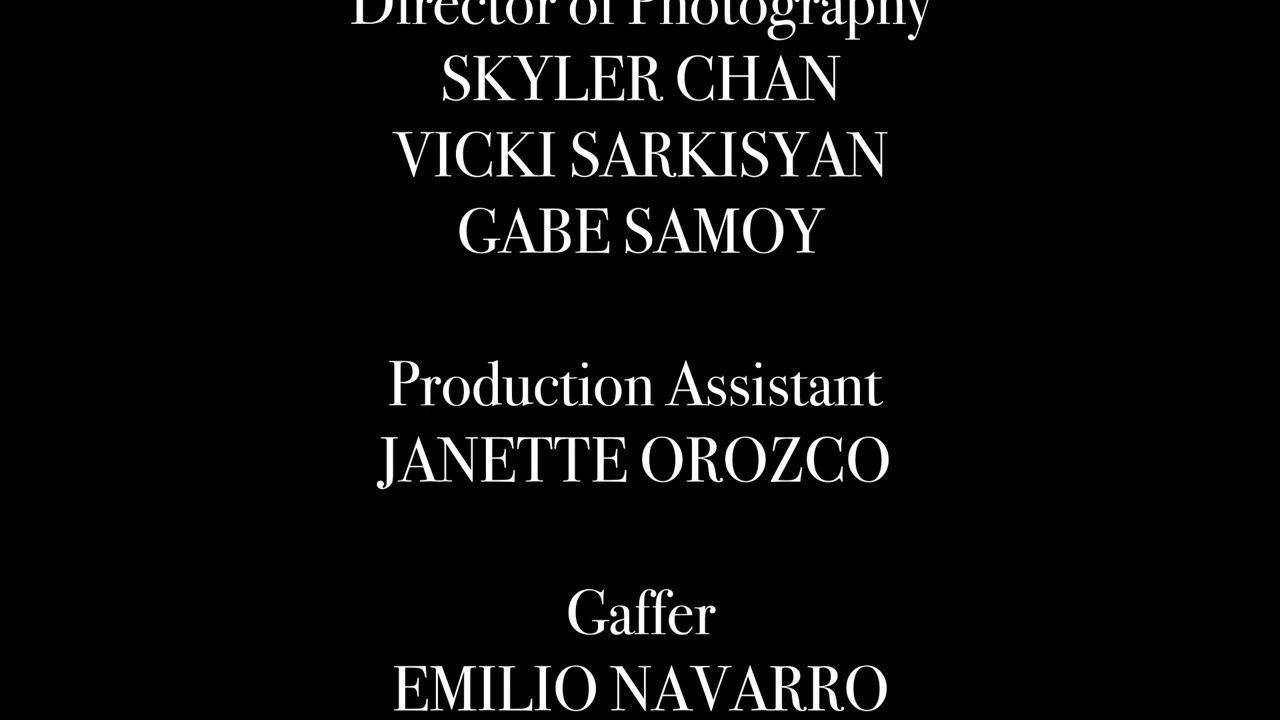 Director of Photography
SKYLER CHAN
VICKI SARKISYAN
GABE SAMOY
Production Assistant
JANETTE OROZCO
Gaffer
EMILIO NAVARRO